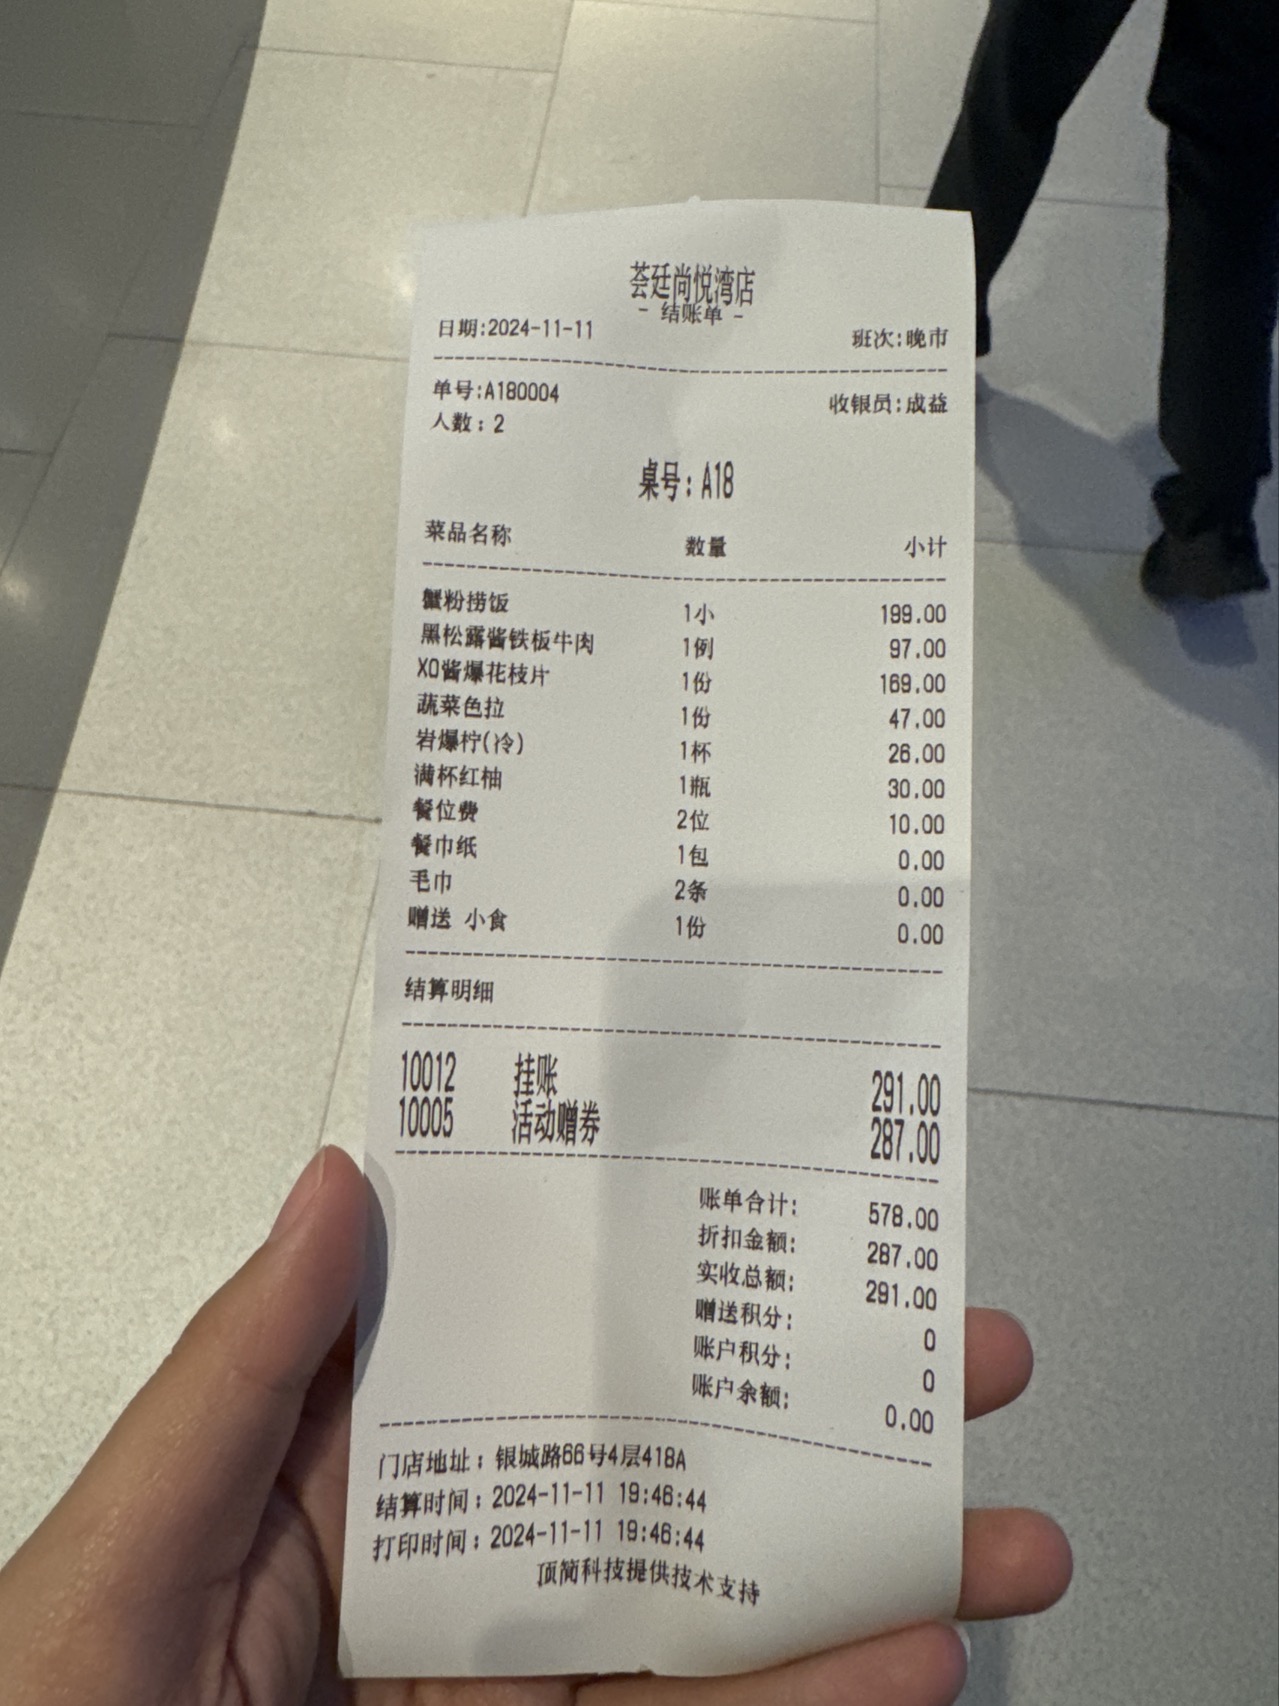 荟廷尚悦湾店
- 结账单 -
日期:2024-11-11 班次:晚市
单号:A180004 收银员:成益
人数: 2
桌号: A18
菜品名称 数量 小计
蟹粉捞饭 1小 199.00
黑松露酱铁板牛肉 1例 97.00
XO酱爆花枝片 1份 169.00
蔬菜色拉 1份 47.00
岩爆柠(冷) 1杯 26.00
满杯红柚 1瓶 30.00
餐位费 2位 10.00
餐巾纸 1包 0.00
毛巾 2条 0.00
赠送 小食 1份 0.00
结算明细
10012 挂账 291.00
10005 活动赠券 287.00
账单合计: 578.00
折扣金额: 287.00
实收总额: 291.00
赠送积分: 0
账户积分: 0
账户余额: 0.00
门店地址: 银城路66号4层418A
结算时间: 2024-11-11 19:46:44
打印时间: 2024-11-11 19:46:44
顶简科技提供技术支持